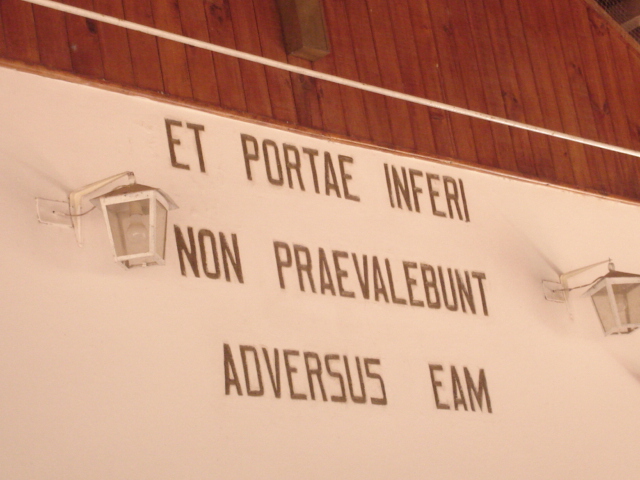 ET PORTAE INFERI
NON PRAEVALEBUNT
ADVERSUS EAM